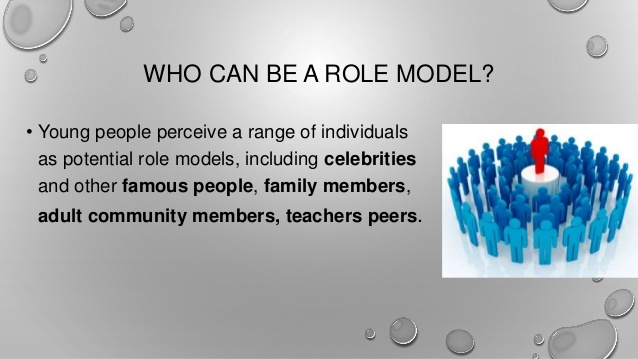 WHO CAN BE A ROLE MODEL?
• Young people perceive a range of individuals
as potential role models, including celebrities
and other famous people, family members,
adult community members, teachers peers.